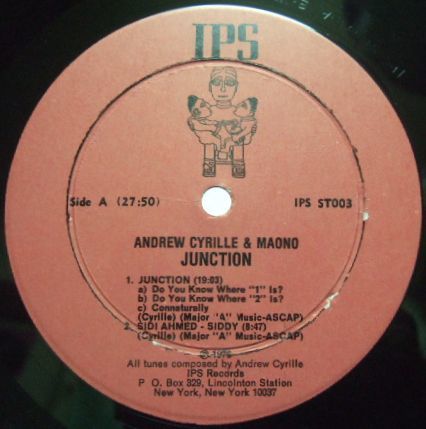 IPS
Side A (27:50)
IPS ST003
ANDREW CYRILLE & MAONO
JUNCTION
1. JUNCTION (19:03)
a) Do You Know Where "1" Is?
b) Do You Know Where "2" Is?
c) Connaturally
(Cyrille) (Major "A" Music-ASCAP)
2. SIDI AHMED - SIDDY (8:47)
(Cyrille) (Major "A" Music-ASCAP)
℗ 1976
All tunes composed by Andrew Cyrille
IPS Records
P O. Box 329, Lincolnton Station
New York, New York 10037